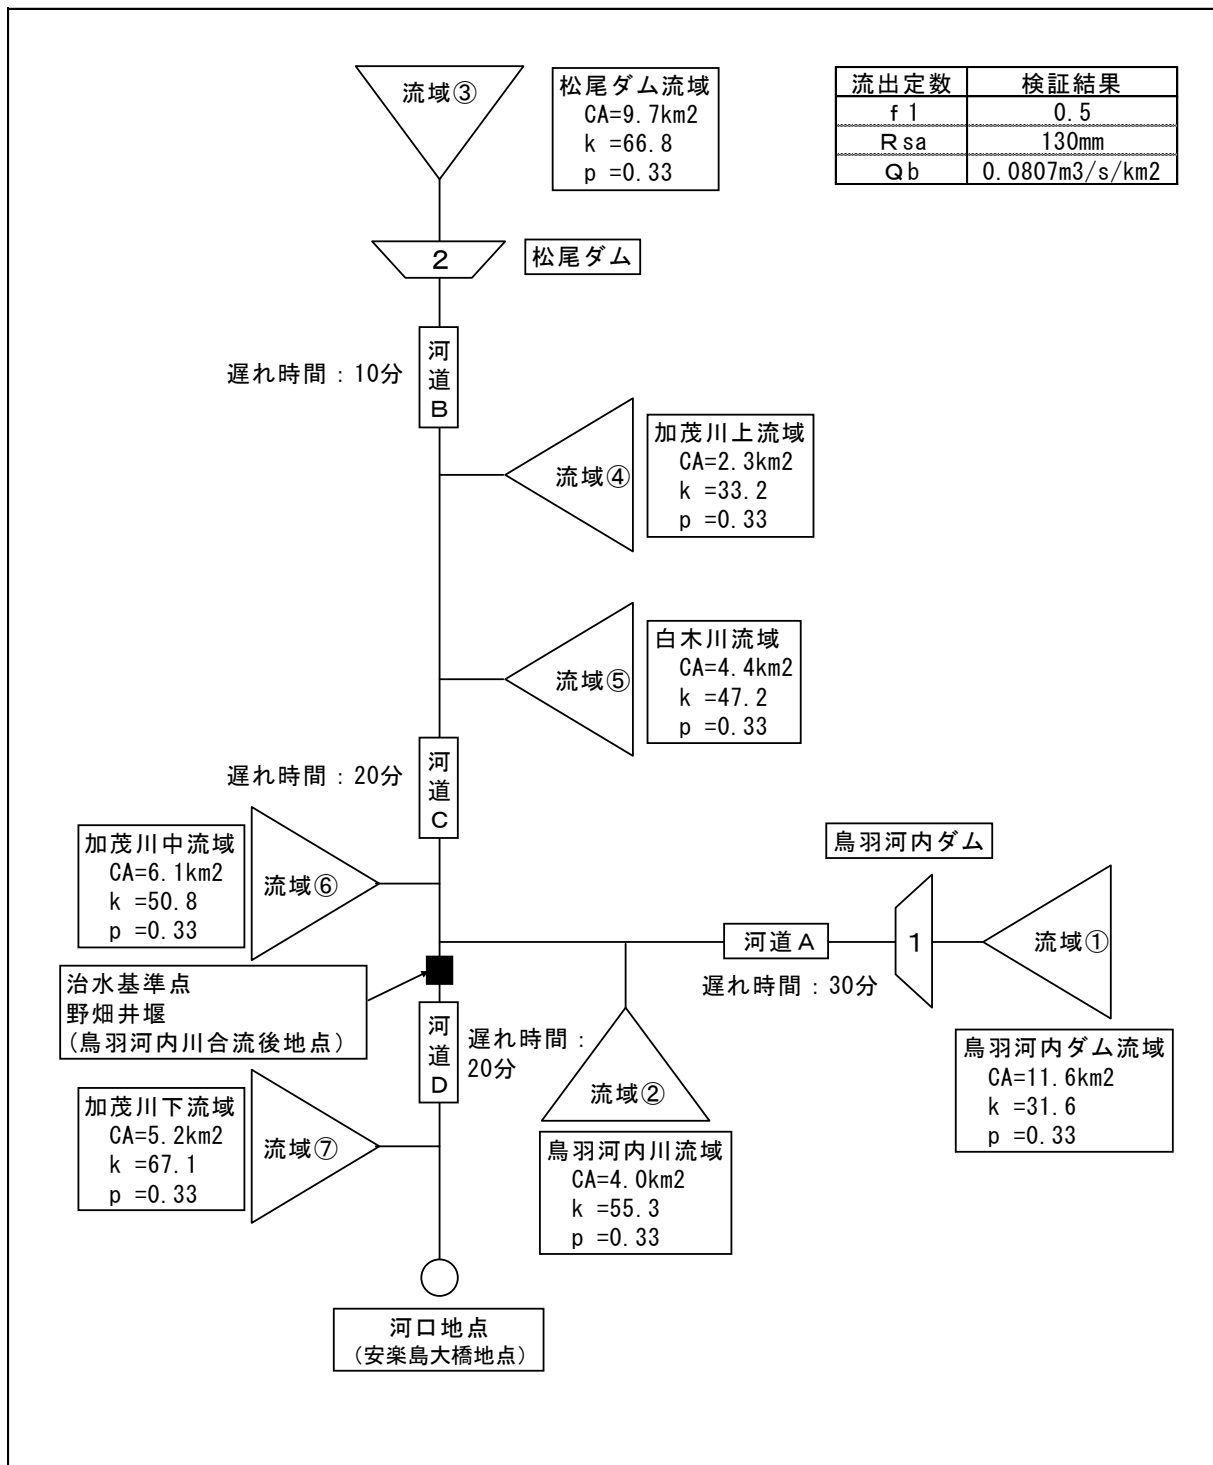 流域③
松尾ダム流域
CA=9.7km2
k =66.8
p =0.33
流出定数 検証結果
f 1 0.5
Rsa 130mm
Qb 0.0807m3/s/km2
2
松尾ダム
遅れ時間：10分
河道B
流域④
加茂川上流域
CA=2.3km2
k =33.2
p =0.33
流域⑤
白木川流域
CA=4.4km2
k =47.2
p =0.33
遅れ時間：20分
河道C
加茂川中流域
CA=6.1km2
k =50.8
p =0.33
流域⑥
鳥羽河内ダム
河道A
1
流域①
遅れ時間：30分
治水基準点
野畑井堰
(鳥羽河内川合流後地点)
河道D
遅れ時間：
20分
流域②
鳥羽河内ダム流域
CA=11.6km2
k =31.6
p =0.33
加茂川下流域
CA=5.2km2
k =67.1
p =0.33
流域⑦
鳥羽河内川流域
CA=4.0km2
k =55.3
p =0.33
河口地点
(安楽島大橋地点)